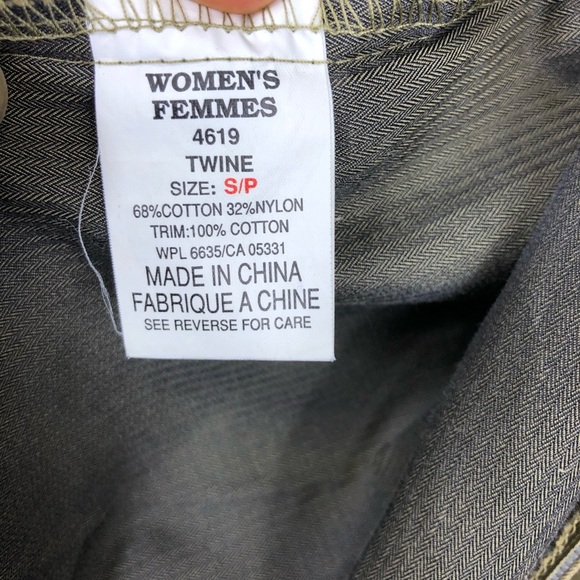 WOMEN'S
FEMMES
4619
TWINE
SIZE: S/P
68%COTTON 32%NYLON
TRIM:100% COTTON
WPL 6635/CA 05331
MADE IN CHINA
FABRIQUE A CHINE
SEE REVERSE FOR CARE